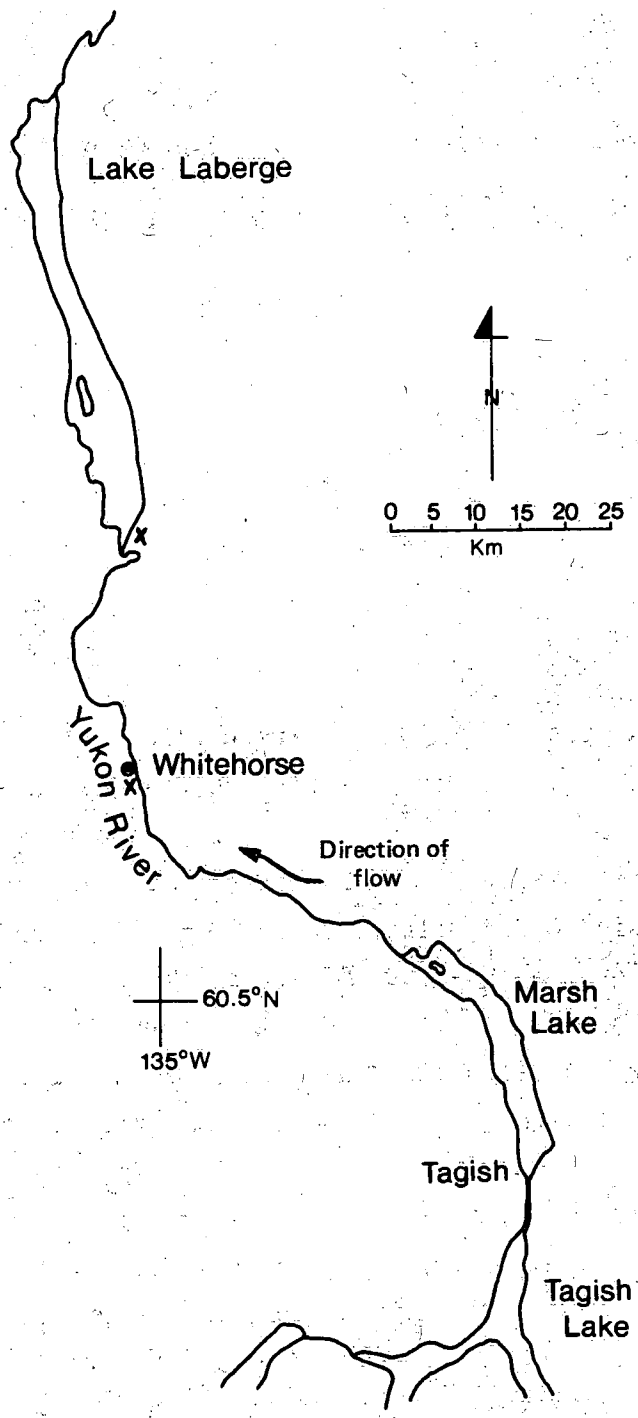 Lake Laberge
N
0 5 10 15 20 25
Km
x
Yukon River
x
Whitehorse
Direction of
flow
60.5°N
135°W
Marsh
Lake
Tagish
Tagish
Lake